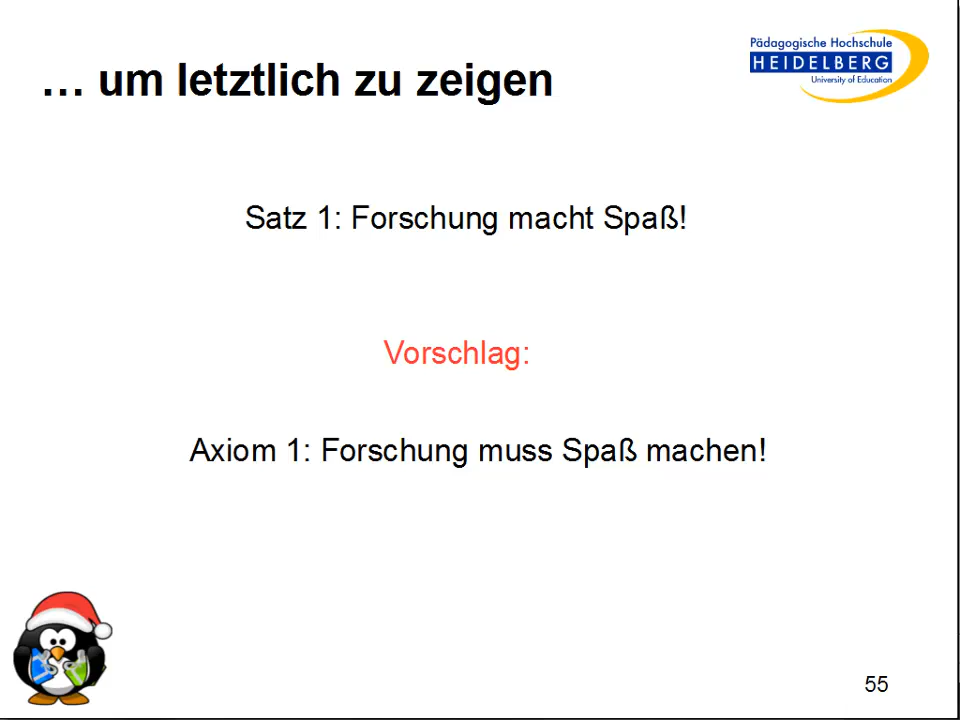 … um letztlich zu zeigen
Pädagogische Hochschule
HEIDELBERG
University of Education
Satz 1: Forschung macht Spaß!
Vorschlag:
Axiom 1: Forschung muss Spaß machen!
55